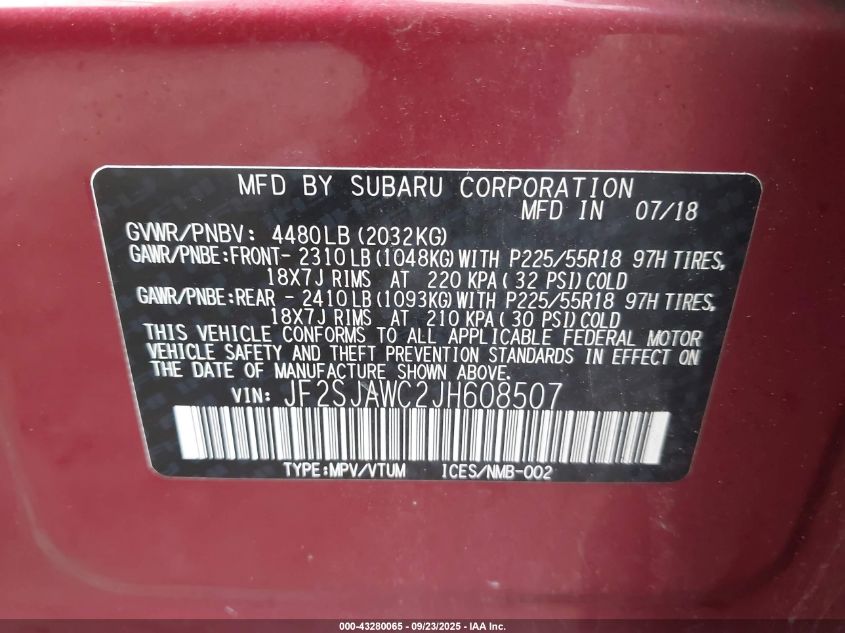 MFD BY SUBARU CORPORATION
MFD IN 07/18
GVWR/PNBV: 4480LB (2032KG)
GAWR/PNBE:FRONT- 2310LB (1048KG) WITH P225/55R18 97H TIRES,
18X7J RIMS AT 220 KPA ( 32 PSI) COLD
GAWR/PNBE:REAR - 2410LB (1093KG) WITH P225/55R18 97H TIRES,
18X7J RIMS AT 210 KPA ( 30 PSI) COLD
THIS VEHICLE CONFORMS TO ALL APPLICABLE FEDERAL MOTOR
VEHICLE SAFETY AND THEFT PREVENTION STANDARDS IN EFFECT ON
THE DATE OF MANUFACTURE SHOWN ABOVE.
VIN: JF2SJAWC2JH608507
TYPE:MPV/VTUM ICES/NMB-002
000-43280065 - 09/23/2025 - IAA Inc.